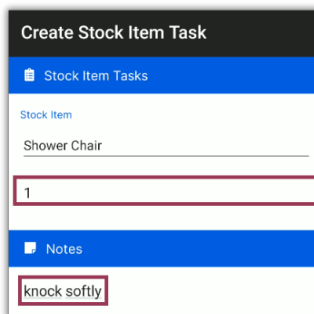 Create Stock Item Task
Stock Item Tasks
Stock Item
Shower Chair
1
Notes
knock softly